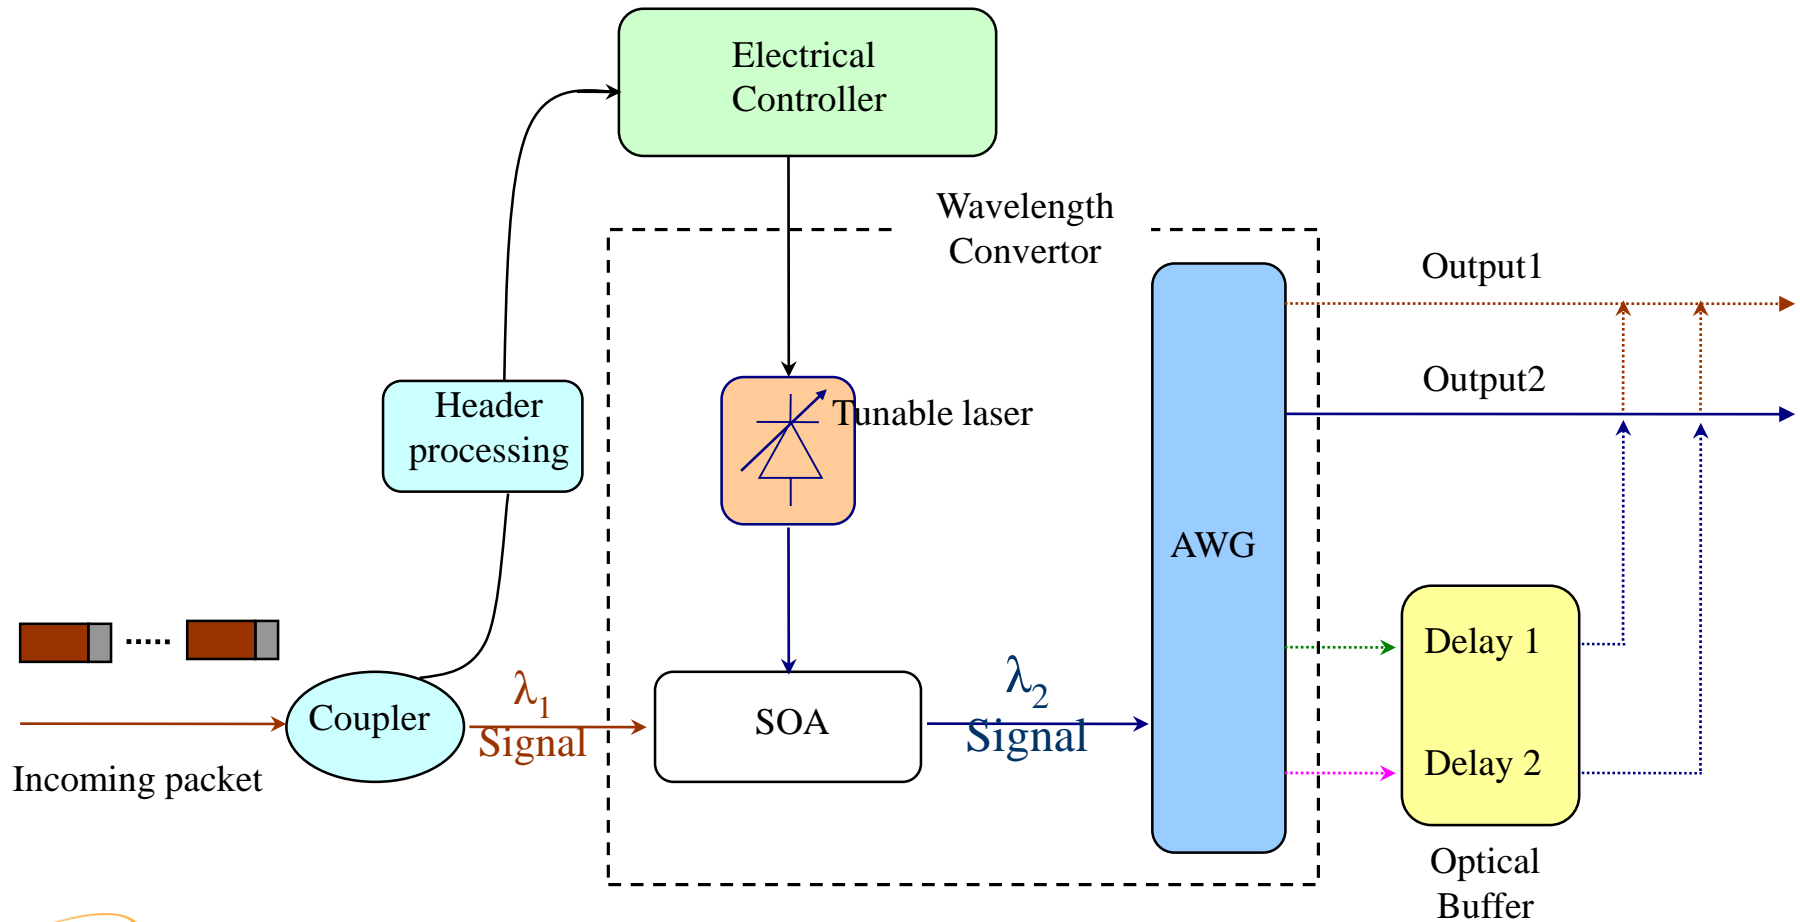 Electrical
Controller
Wavelength
Convertor
Output1
Output2
Header
processing
Tunable laser
AWG
Delay 1
λ1
Signal
λ2
Signal
Coupler
SOA
Delay 2
Incoming packet
Optical
Buffer